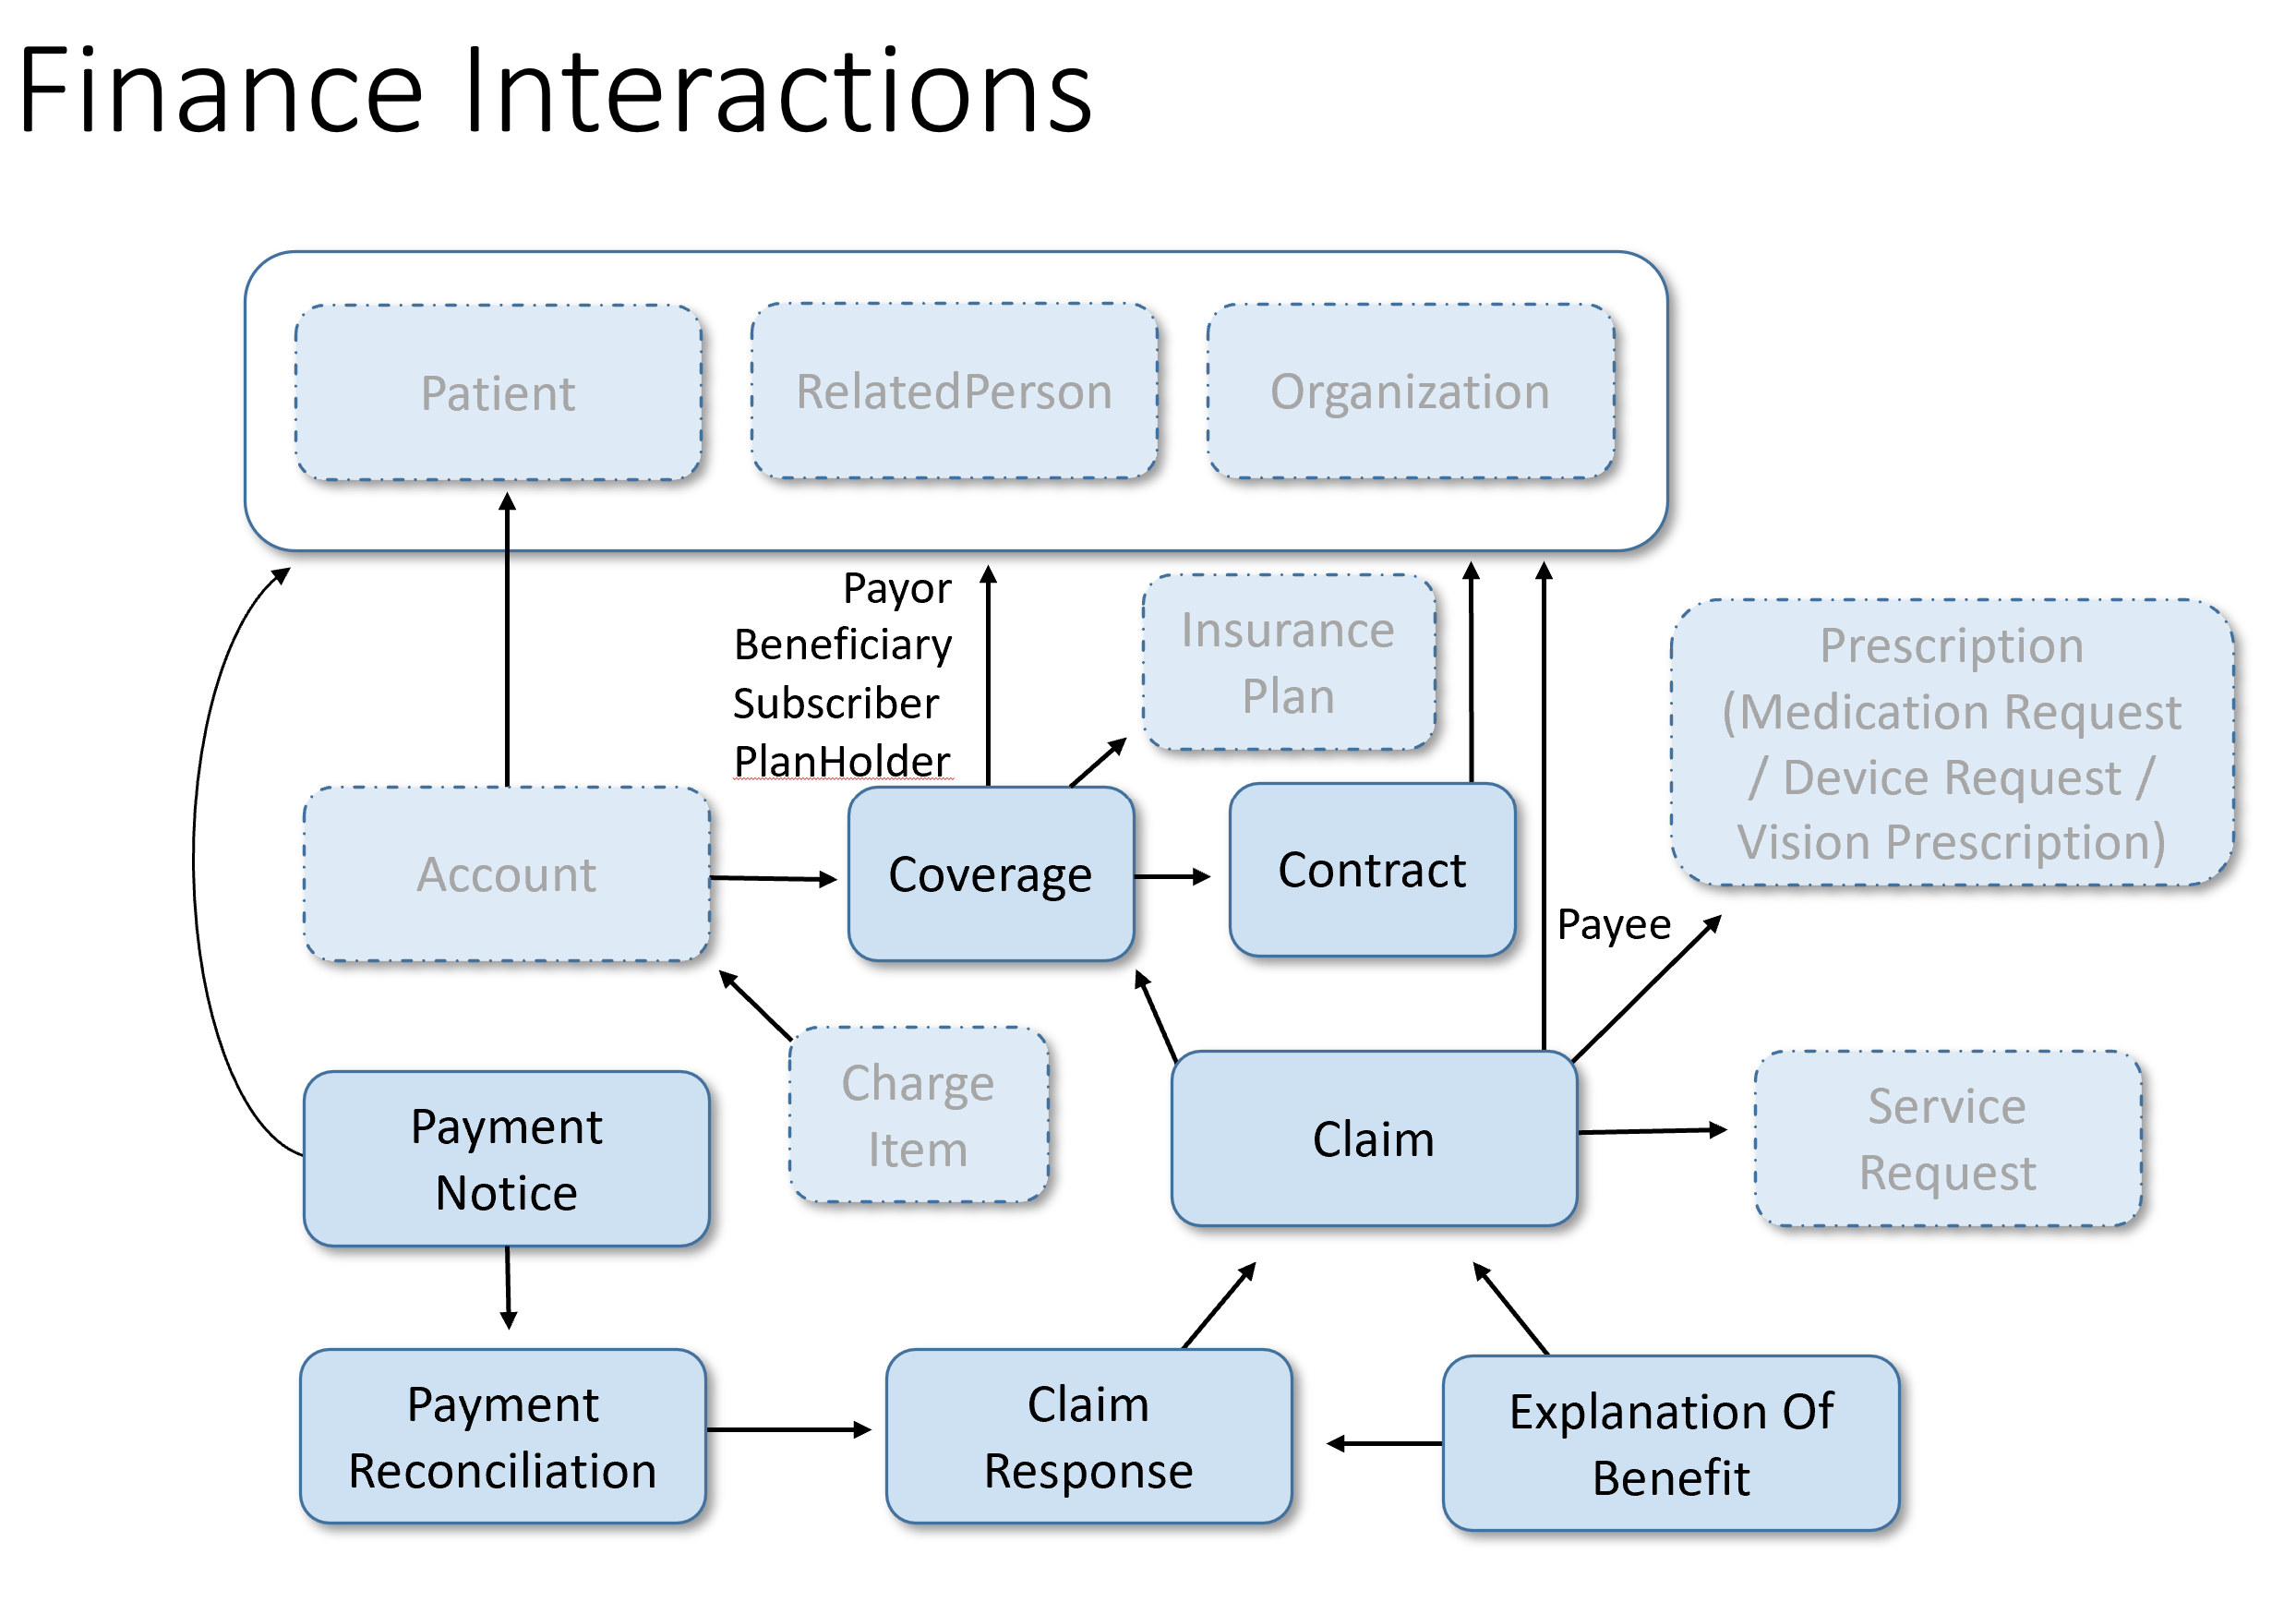 Finance Interactions
Patient
RelatedPerson
Organization
Payor
Beneficiary
Subscriber
PlanHolder
Insurance
Plan
Prescription
(Medication Request
/ Device Request /
Vision Prescription)
Account
Coverage
Contract
Payee
Charge
Item
Payment
Notice
Claim
Service
Request
Payment
Reconciliation
Claim
Response
Explanation Of
Benefit